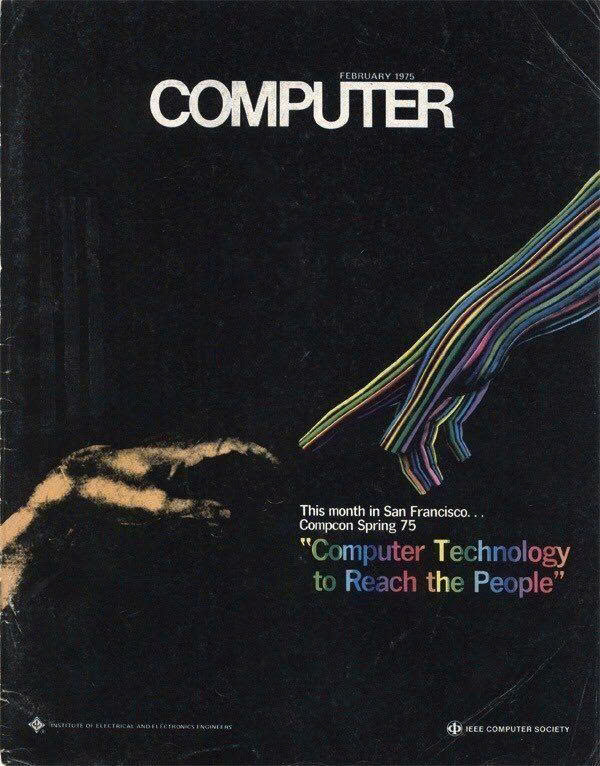 FEBRUARY 1975
COMPUTER
This month in San Francisco...
Compcon Spring 75
"Computer Technology
to Reach the People"
INSTITUTE OF ELECTRICAL AND ELECTRONICS ENGINEERS
IEEE COMPUTER SOCIETY